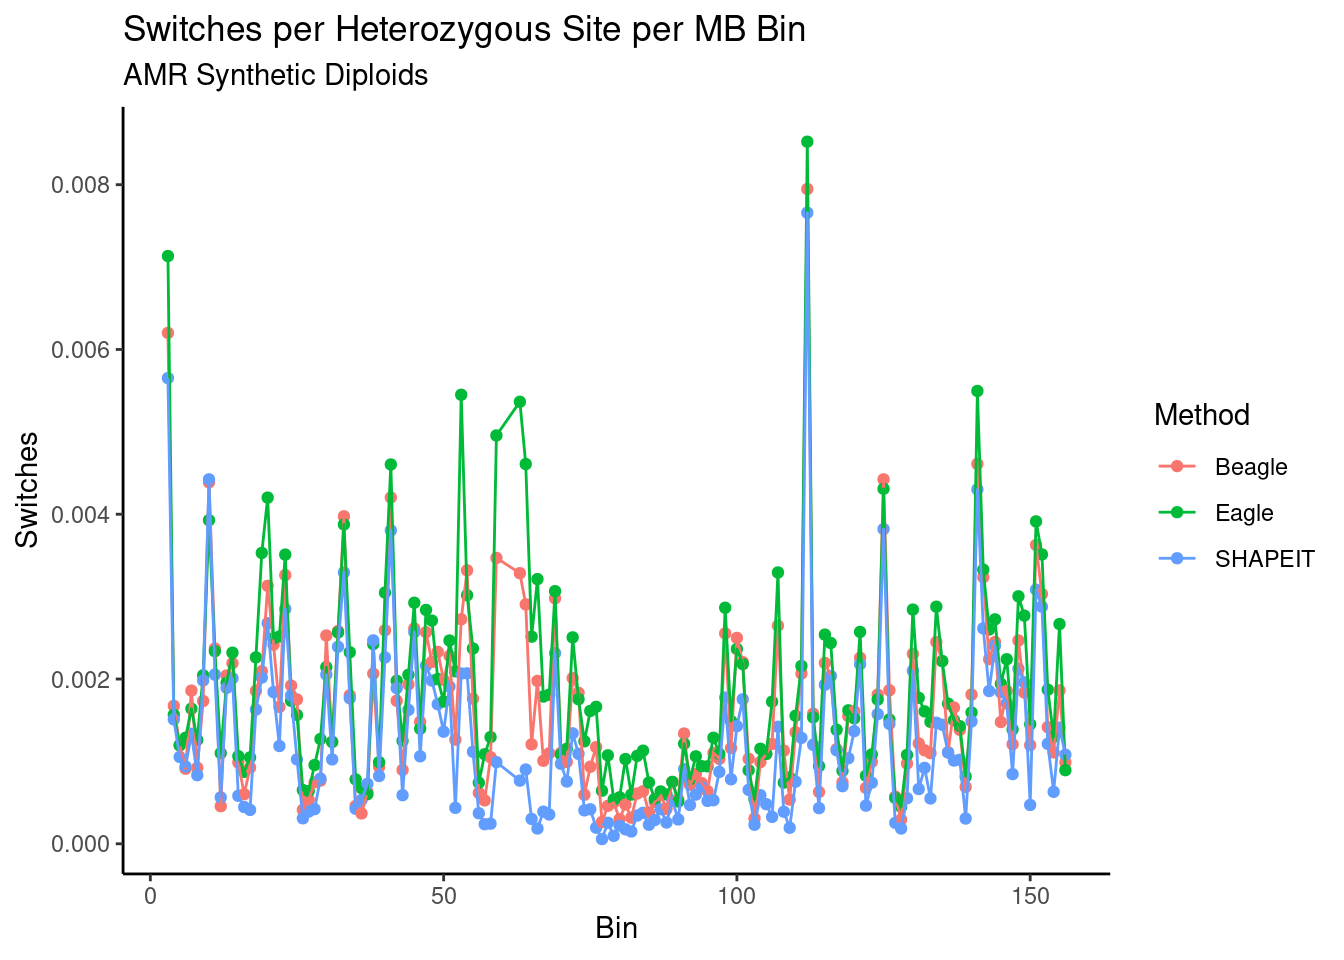 Switches per Heterozygous Site per MB Bin
AMR Synthetic Diploids
Switches
0.008
0.006
0.004
0.002
0.000
0
50
100
150
Bin
Method
Beagle
Eagle
SHAPEIT